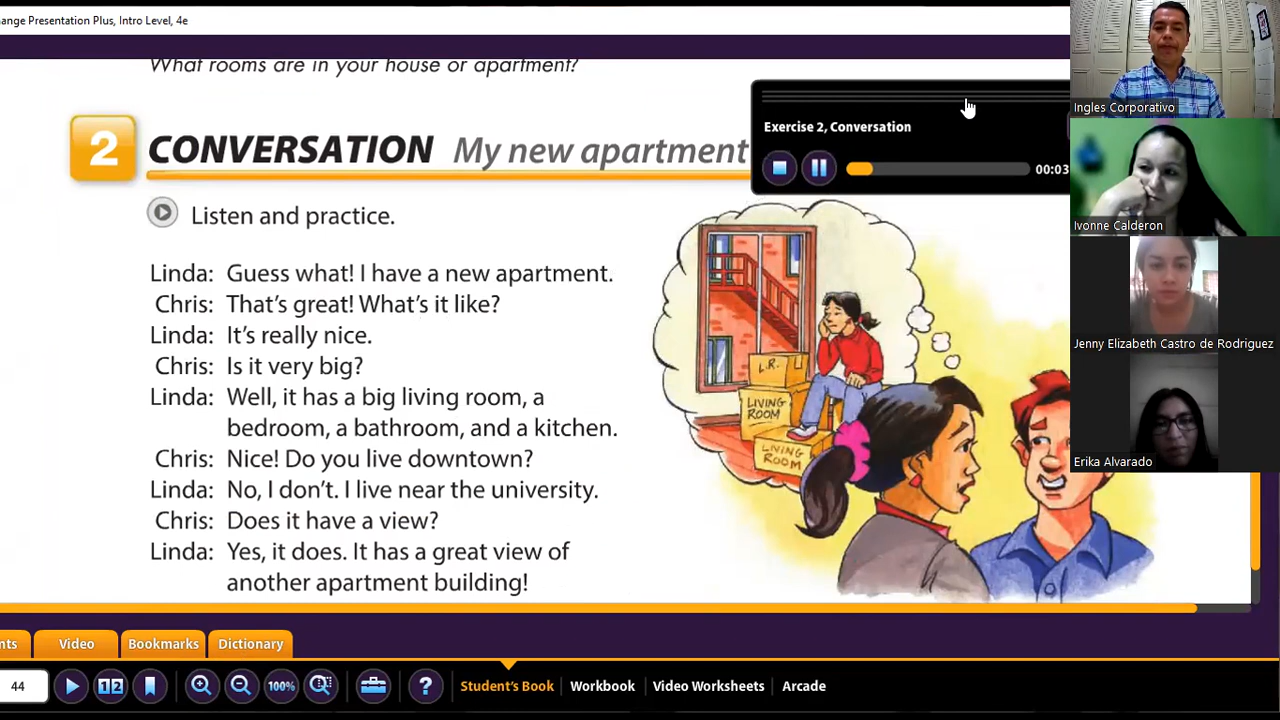 ange Presentation Plus, Intro Level, 4e
What rooms are in your house or apartment?
2 CONVERSATION My new apartment
Listen and practice.
Linda: Guess what! I have a new apartment.
Chris: That's great! What's it like?
Linda: It's really nice.
Chris: Is it very big?
Linda: Well, it has a big living room, a
bedroom, a bathroom, and a kitchen.
Chris: Nice! Do you live downtown?
Linda: No, I don't. I live near the university.
Chris: Does it have a view?
Linda: Yes, it does. It has a great view of
another apartment building!
Exercise 2, Conversation
00:03
L.R.
LIVING
ROOM
LIVING
ROOM
Ingles Corporativo
Ivonne Calderon
Jenny Elizabeth Castro de Rodriguez
Erika Alvarado
nts Video Bookmarks Dictionary
44 1 2 100% ? Student's Book Workbook Video Worksheets Arcade